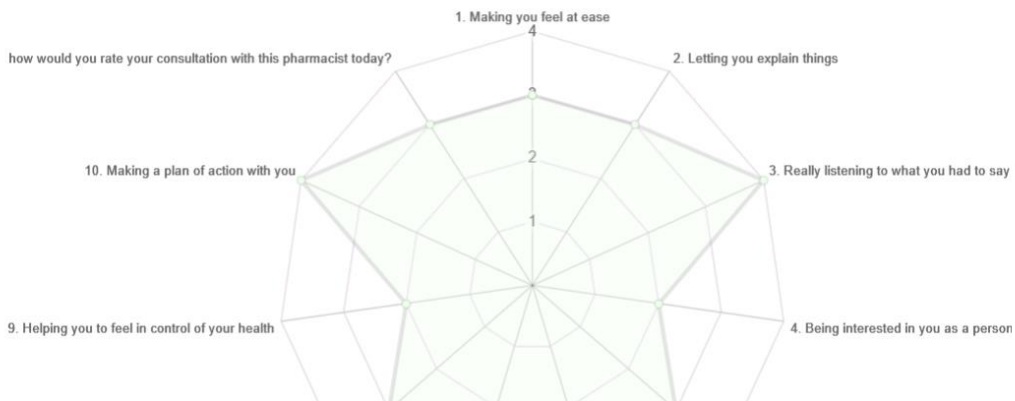 1. Making you feel at ease
4
how would you rate your consultation with this pharmacist today?
2. Letting you explain things
3
2
10. Making a plan of action with you
3. Really listening to what you had to say
1
9. Helping you to feel in control of your health
4. Being interested in you as a person